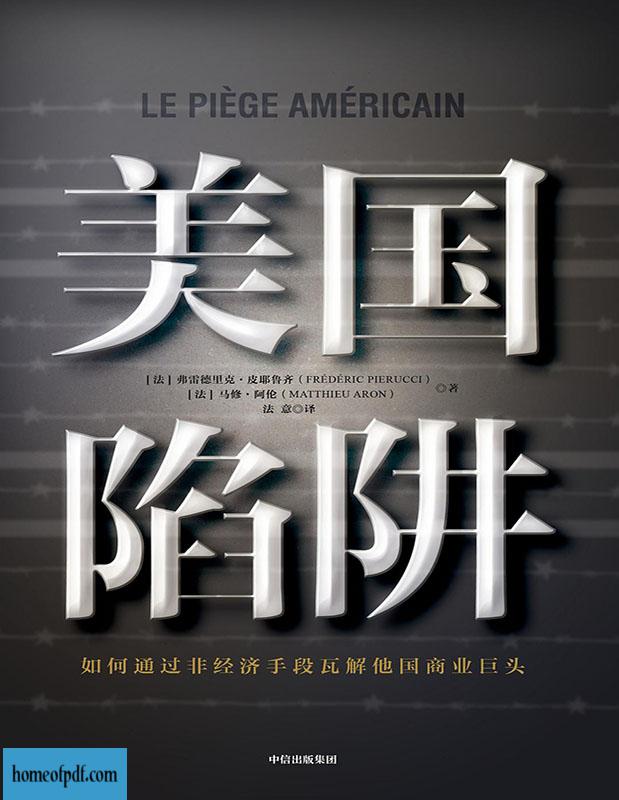 LE PIÈGE AMÉRICAIN
美国
[法] 弗雷德里克·皮耶鲁齐（FRÉDÉRIC PIERUCCI）
[法] 马修·阿伦（MATTHIEU ARON） ◎著
法 意◎译
陷阱
如何通过非经济手段瓦解他国商业巨头
中信出版集团
homeofpdf.com